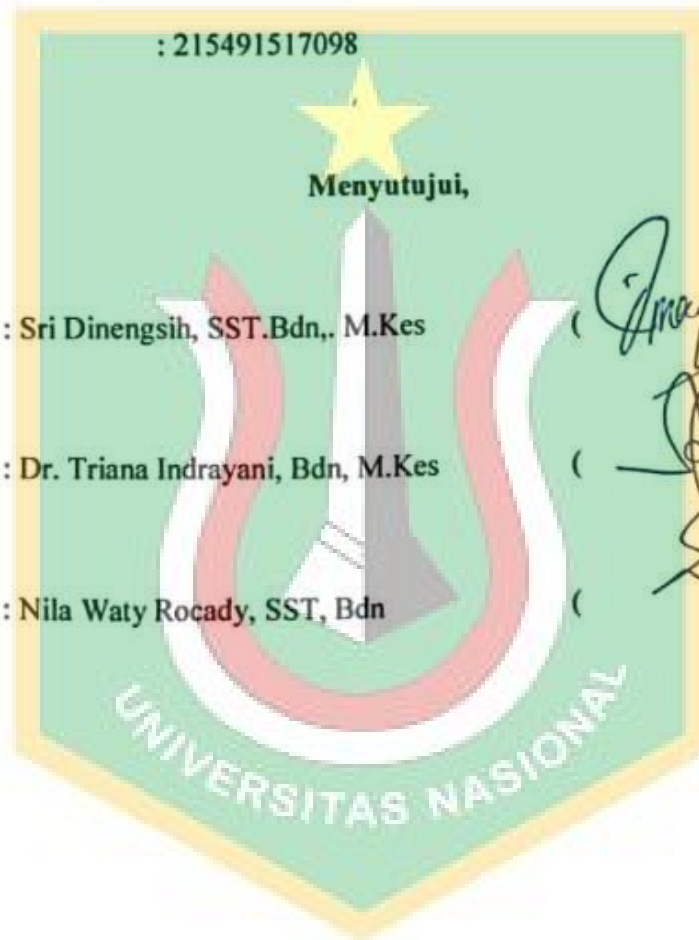 : 215491517098
Menyutujui,
: Sri Dinengsih, SST.Bdn,. M.Kes (
: Dr. Triana Indrayani, Bdn, M.Kes (
: Nila Waty Rocady, SST, Bdn (
UNIVERSITAS NASIONAL